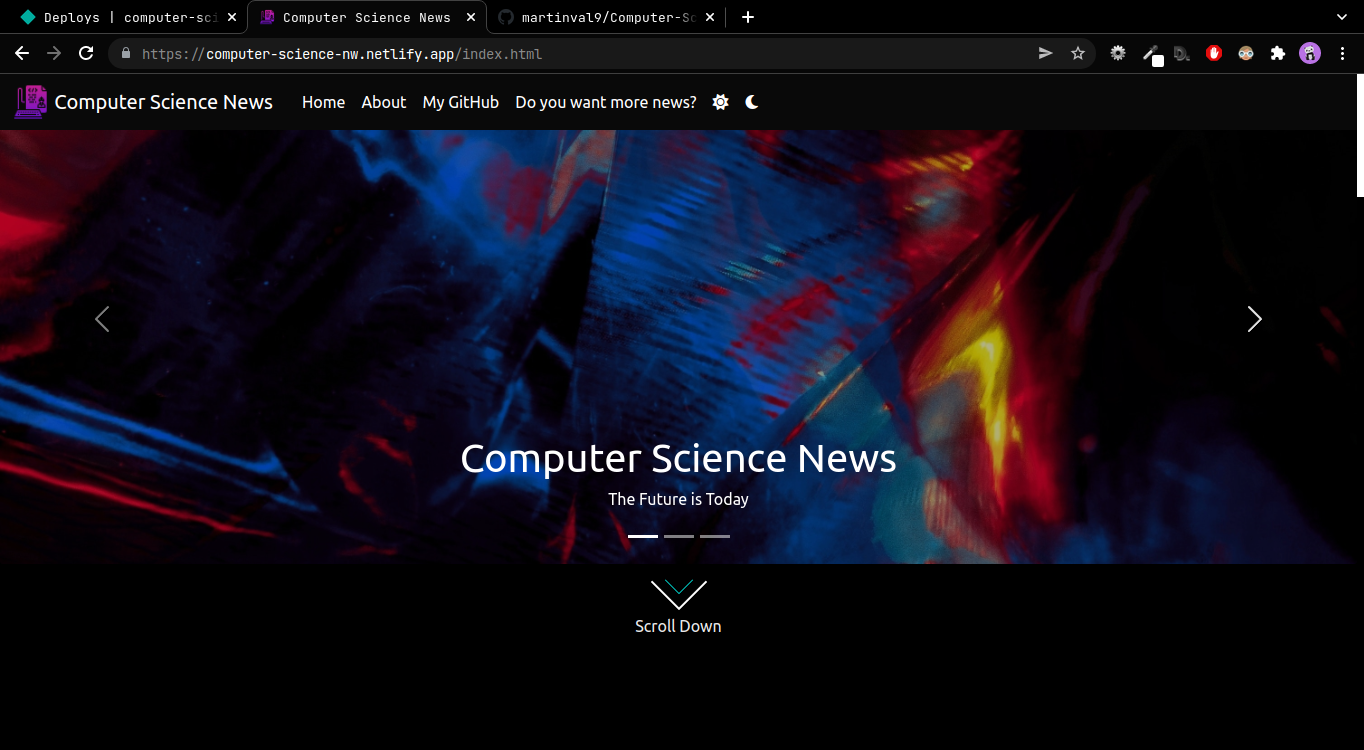 Deploys | computer-sci
Computer Science News
martinval9/Computer-Sc
https://computer-science-nw.netlify.app/index.html
Computer Science News
Home
About
My GitHub
Do you want more news?
Computer Science News
The Future is Today
Scroll Down